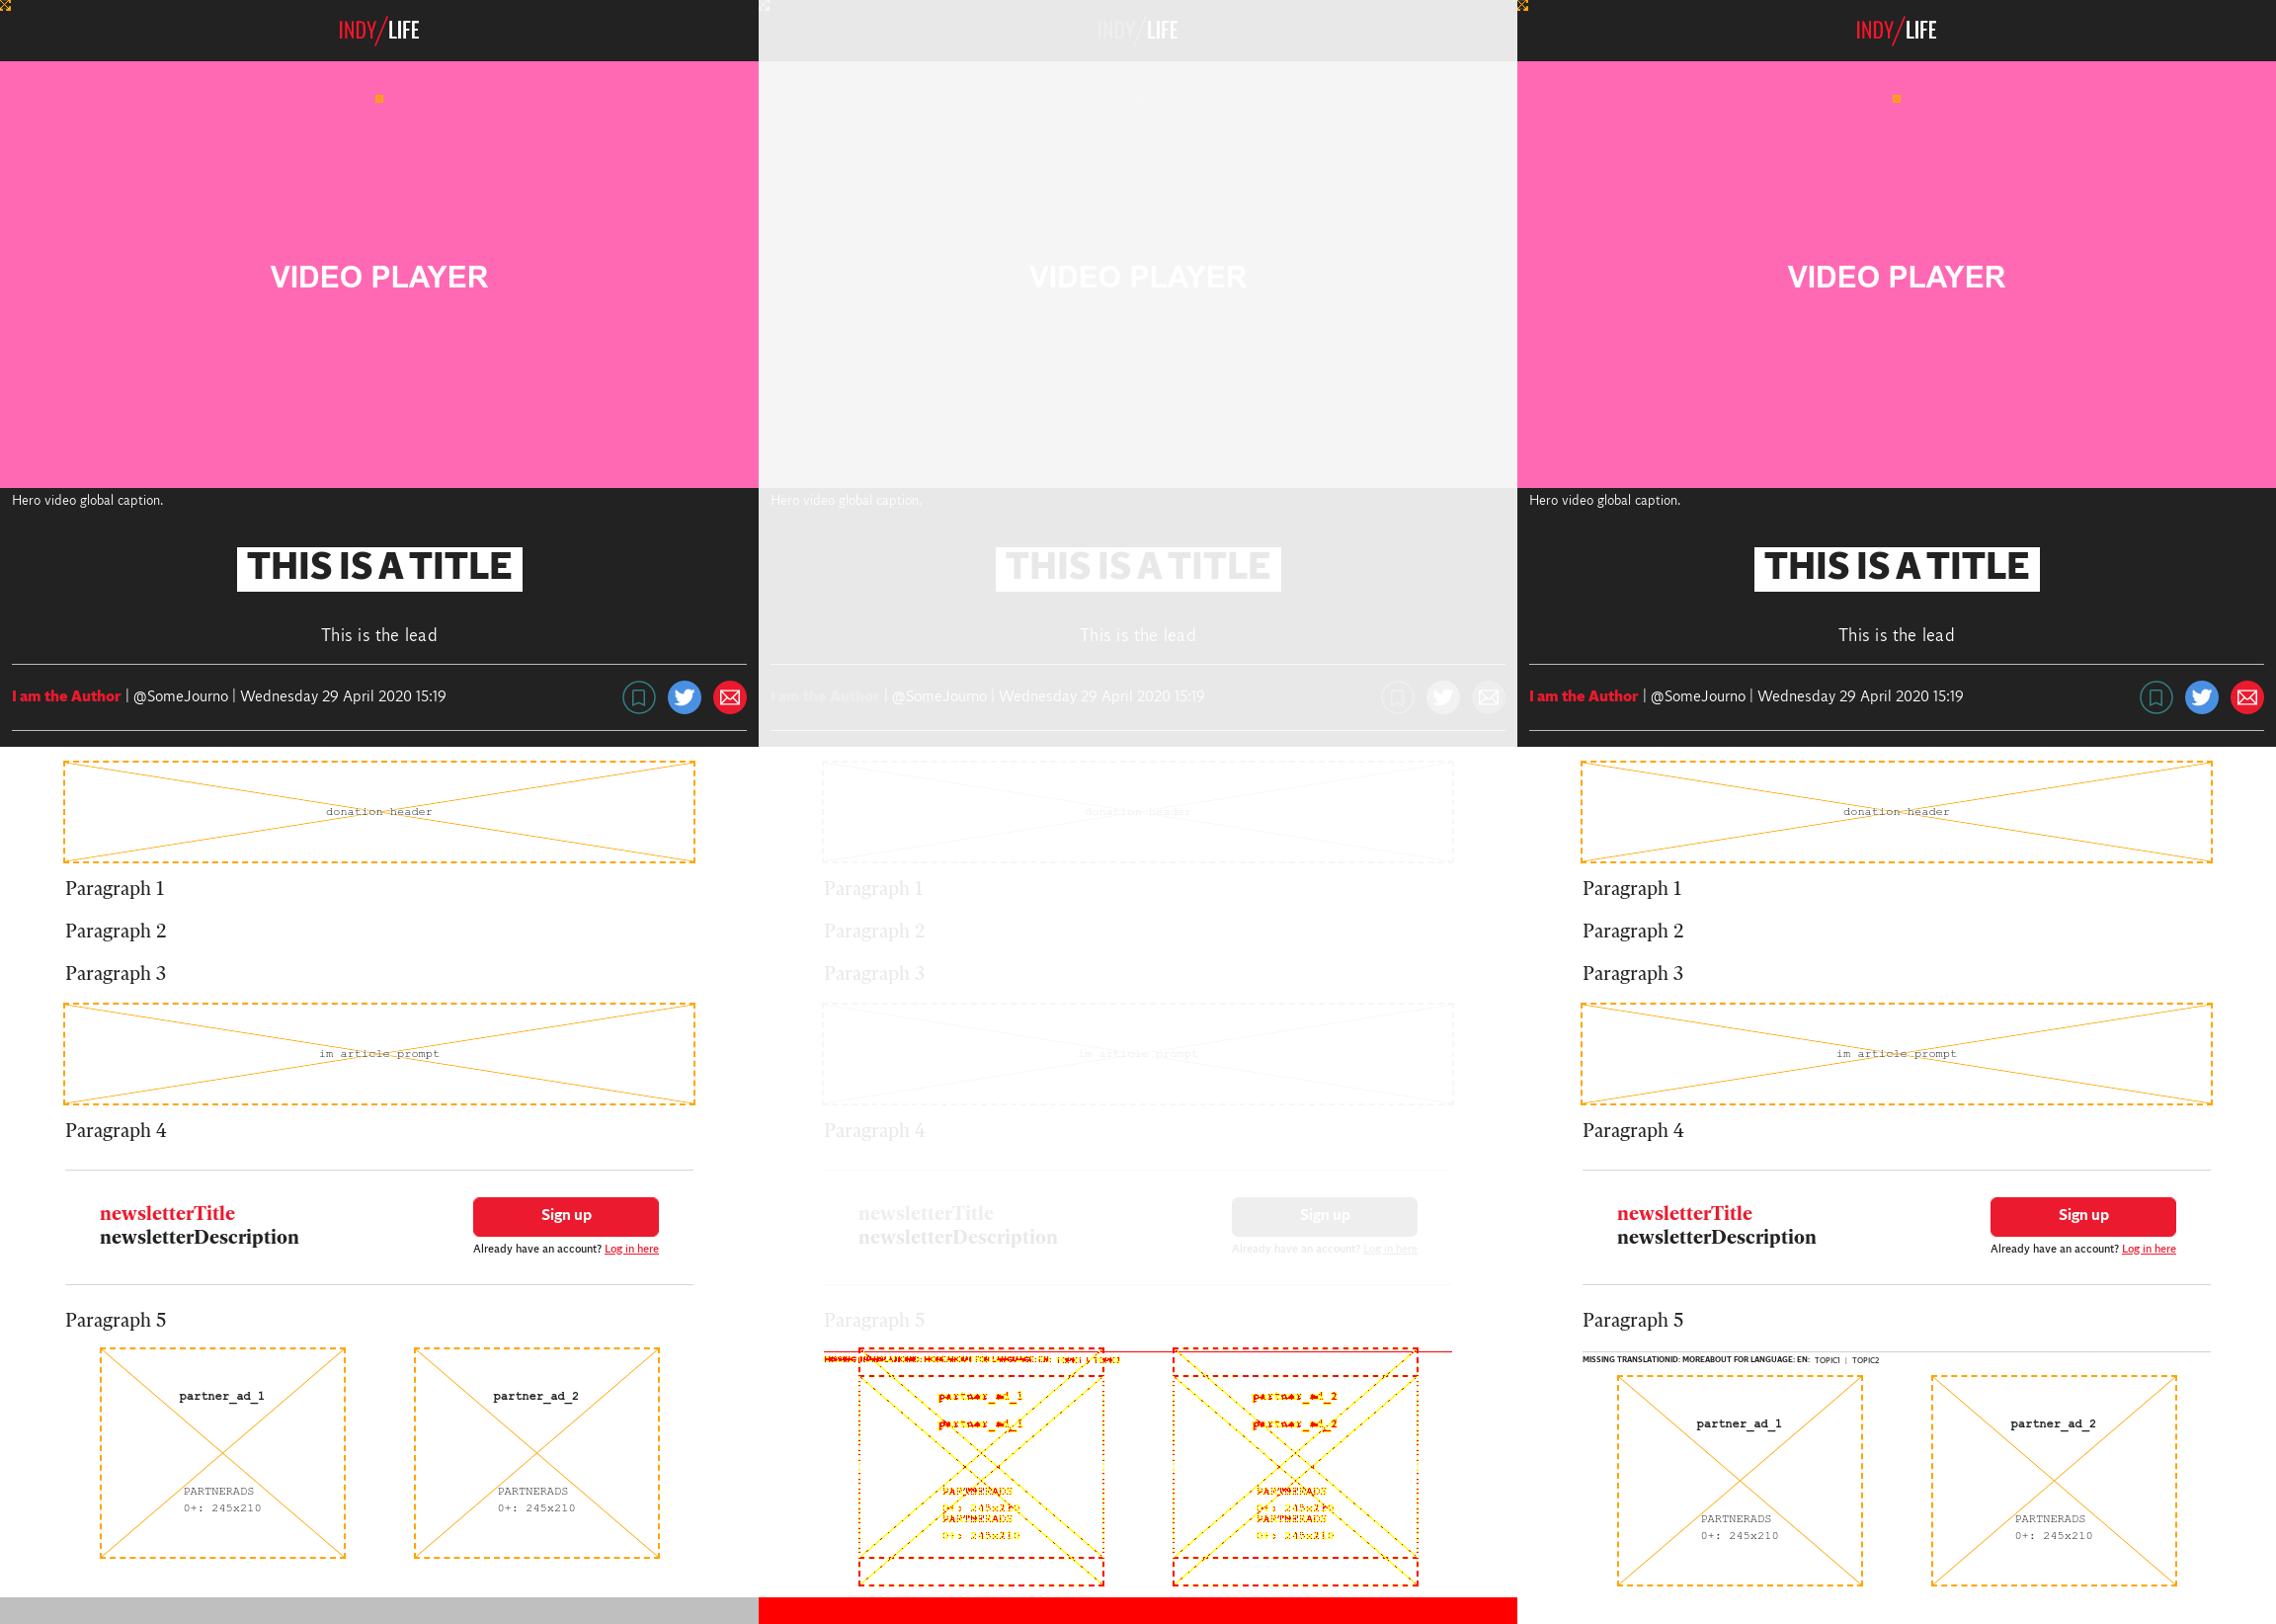 INDY/LIFE
VIDEO PLAYER
Hero video global caption.
THIS IS A TITLE
This is the lead
I am the Author | @SomeJourno | Wednesday 29 April 2020 15:19
donation header
Paragraph 1
Paragraph 2
Paragraph 3
im article prompt
Paragraph 4
newsletterTitle
newsletterDescription
Sign up
Already have an account? Log in here
Paragraph 5
partner_ad_1
PARTNERADS
0+: 245x210
partner_ad_2
PARTNERADS
0+: 245x210
INDY/LIFE
VIDEO PLAYER
Hero video global caption.
THIS IS A TITLE
This is the lead
I am the Author | @SomeJourno | Wednesday 29 April 2020 15:19
donation header
Paragraph 1
Paragraph 2
Paragraph 3
im article prompt
Paragraph 4
newsletterTitle
newsletterDescription
Sign up
Already have an account? Log in here
Paragraph 5
MISSING TRANSLATIONID: MOREABOUT FOR LANGUAGE: EN: TOPIC1 | TOPIC2
partner_ad_1
partner_ad_1
PARTNERADS
0+: 245x210
PARTNERADS
0+: 245x210
partner_ad_2
partner_ad_2
PARTNERADS
0+: 245x210
PARTNERADS
0+: 245x210
INDY/LIFE
VIDEO PLAYER
Hero video global caption.
THIS IS A TITLE
This is the lead
I am the Author | @SomeJourno | Wednesday 29 April 2020 15:19
donation header
Paragraph 1
Paragraph 2
Paragraph 3
im article prompt
Paragraph 4
newsletterTitle
newsletterDescription
Sign up
Already have an account? Log in here
Paragraph 5
MISSING TRANSLATIONID: MOREABOUT FOR LANGUAGE: EN: TOPIC1 | TOPIC2
partner_ad_1
PARTNERADS
0+: 245x210
partner_ad_2
PARTNERADS
0+: 245x210